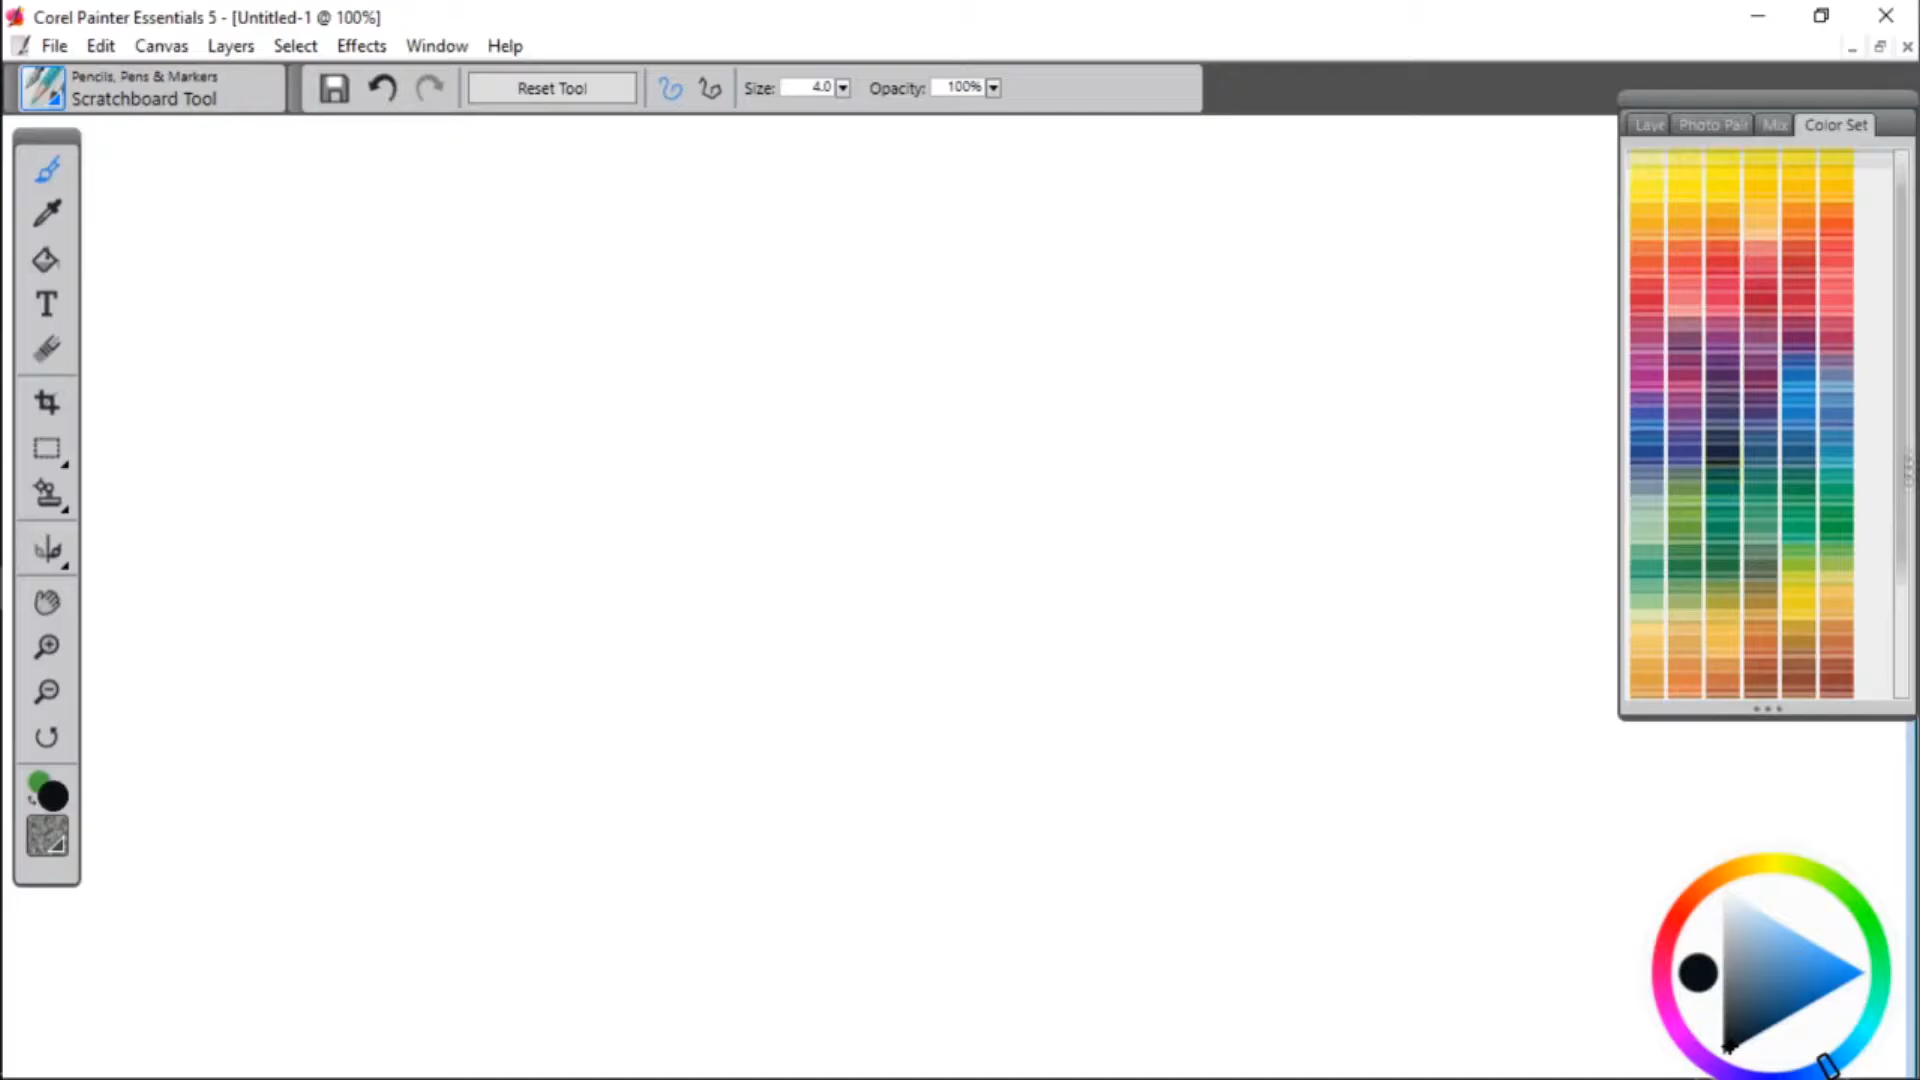 Corel Painter Essentials 5 - [Untitled-1 @ 100%]
File Edit Canvas Layers Select Effects Window Help
Pencils, Pens & Markers
Scratchboard Tool
Reset Tool
Size: 4.0
Opacity: 100%
Laye Photo Pai Mix Color Set
T